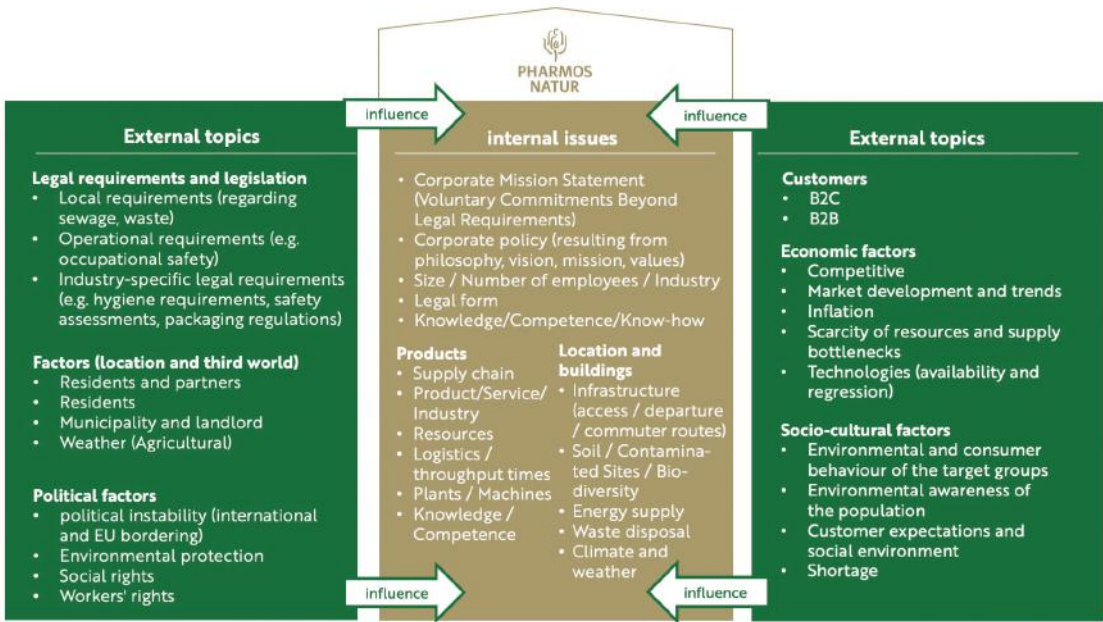 PHARMOS
NATUR
influence
influence
External topics
Legal requirements and legislation
• Local requirements (regarding
sewage, waste)
• Operational requirements (e.g.
occupational safety)
• Industry-specific legal requirements
(e.g. hygiene requirements, safety
assessments, packaging regulations)
Factors (location and third world)
• Residents and partners
• Residents
• Municipality and landlord
• Weather (Agricultural)
Political factors
• political instability (international
and EU bordering)
• Environmental protection
• Social rights
• Workers' rights
internal issues
• Corporate Mission Statement
(Voluntary Commitments Beyond
Legal Requirements)
• Corporate policy (resulting from
philosophy, vision, mission, values)
• Size / Number of employees / Industry
• Legal form
• Knowledge/Competence/Know-how
Products
• Supply chain
• Product/Service/
Industry
• Resources
• Logistics /
throughput times
• Plants / Machines
• Knowledge /
Competence
Location and
buildings
• Infrastructure
(access / departure
/ commuter routes)
• Soil / Contamina-
ted Sites / Bio-
diversity
• Energy supply
• Waste disposal
• Climate and
weather
External topics
Customers
• B2C
• B2B
Economic factors
• Competitive
• Market development and trends
• Inflation
• Scarcity of resources and supply
bottlenecks
• Technologies (availability and
regression)
Socio-cultural factors
• Environmental and consumer
behaviour of the target groups
• Environmental awareness of
the population
• Customer expectations and
social environment
• Shortage
influence
influence